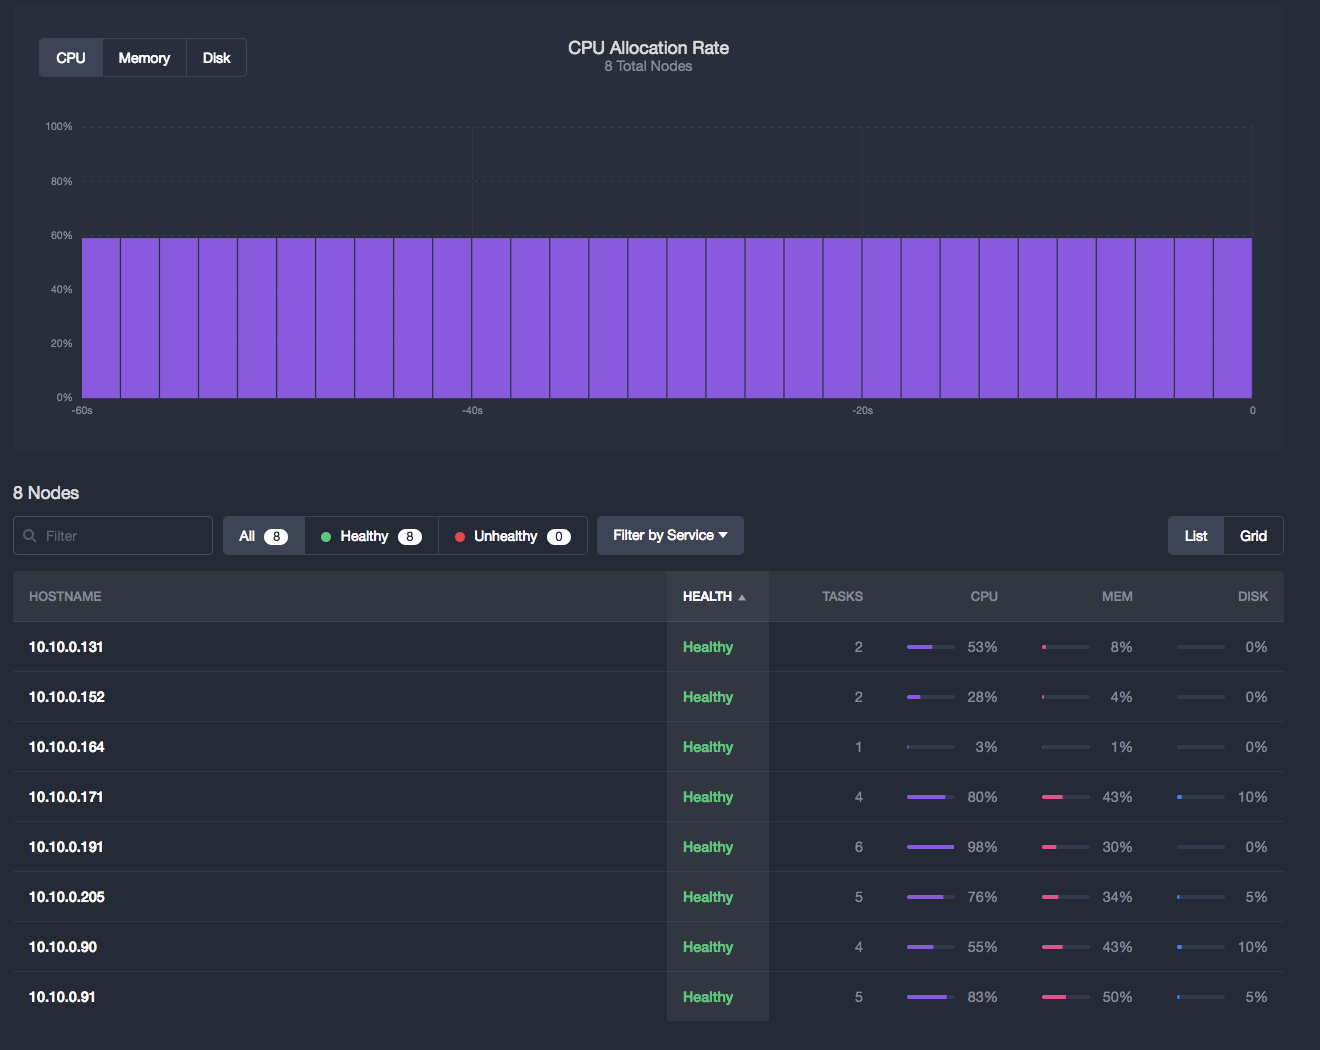 CPU Memory Disk
CPU Allocation Rate
8 Total Nodes
100%
80%
60%
40%
20%
0%
-60s -40s -20s 0
8 Nodes
Filter All 8 Healthy 8 Unhealthy 0 Filter by Service List Grid
HOSTNAME HEALTH TASKS CPU MEM DISK
10.10.0.131 Healthy 2 53% 8% 0%
10.10.0.152 Healthy 2 28% 4% 0%
10.10.0.164 Healthy 1 3% 1% 0%
10.10.0.171 Healthy 4 80% 43% 10%
10.10.0.191 Healthy 6 98% 30% 0%
10.10.0.205 Healthy 5 76% 34% 5%
10.10.0.90 Healthy 4 55% 43% 10%
10.10.0.91 Healthy 5 83% 50% 5%